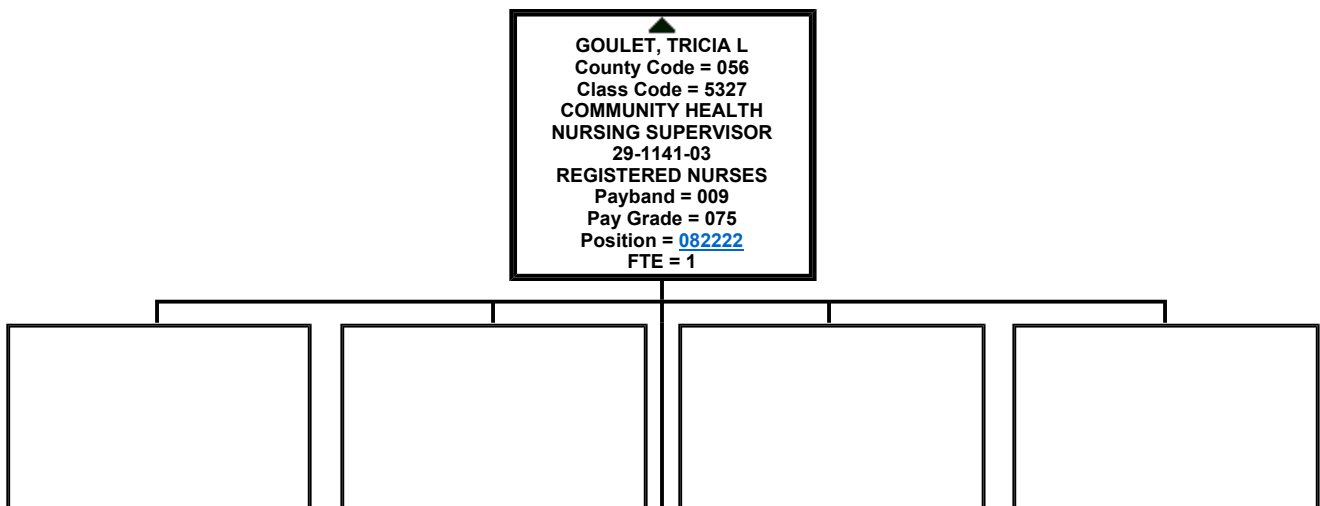 GOULET, TRICIA L
County Code = 056
Class Code = 5327
COMMUNITY HEALTH
NURSING SUPERVISOR
29-1141-03
REGISTERED NURSES
Payband = 009
Pay Grade = 075
Position = 082222
FTE = 1